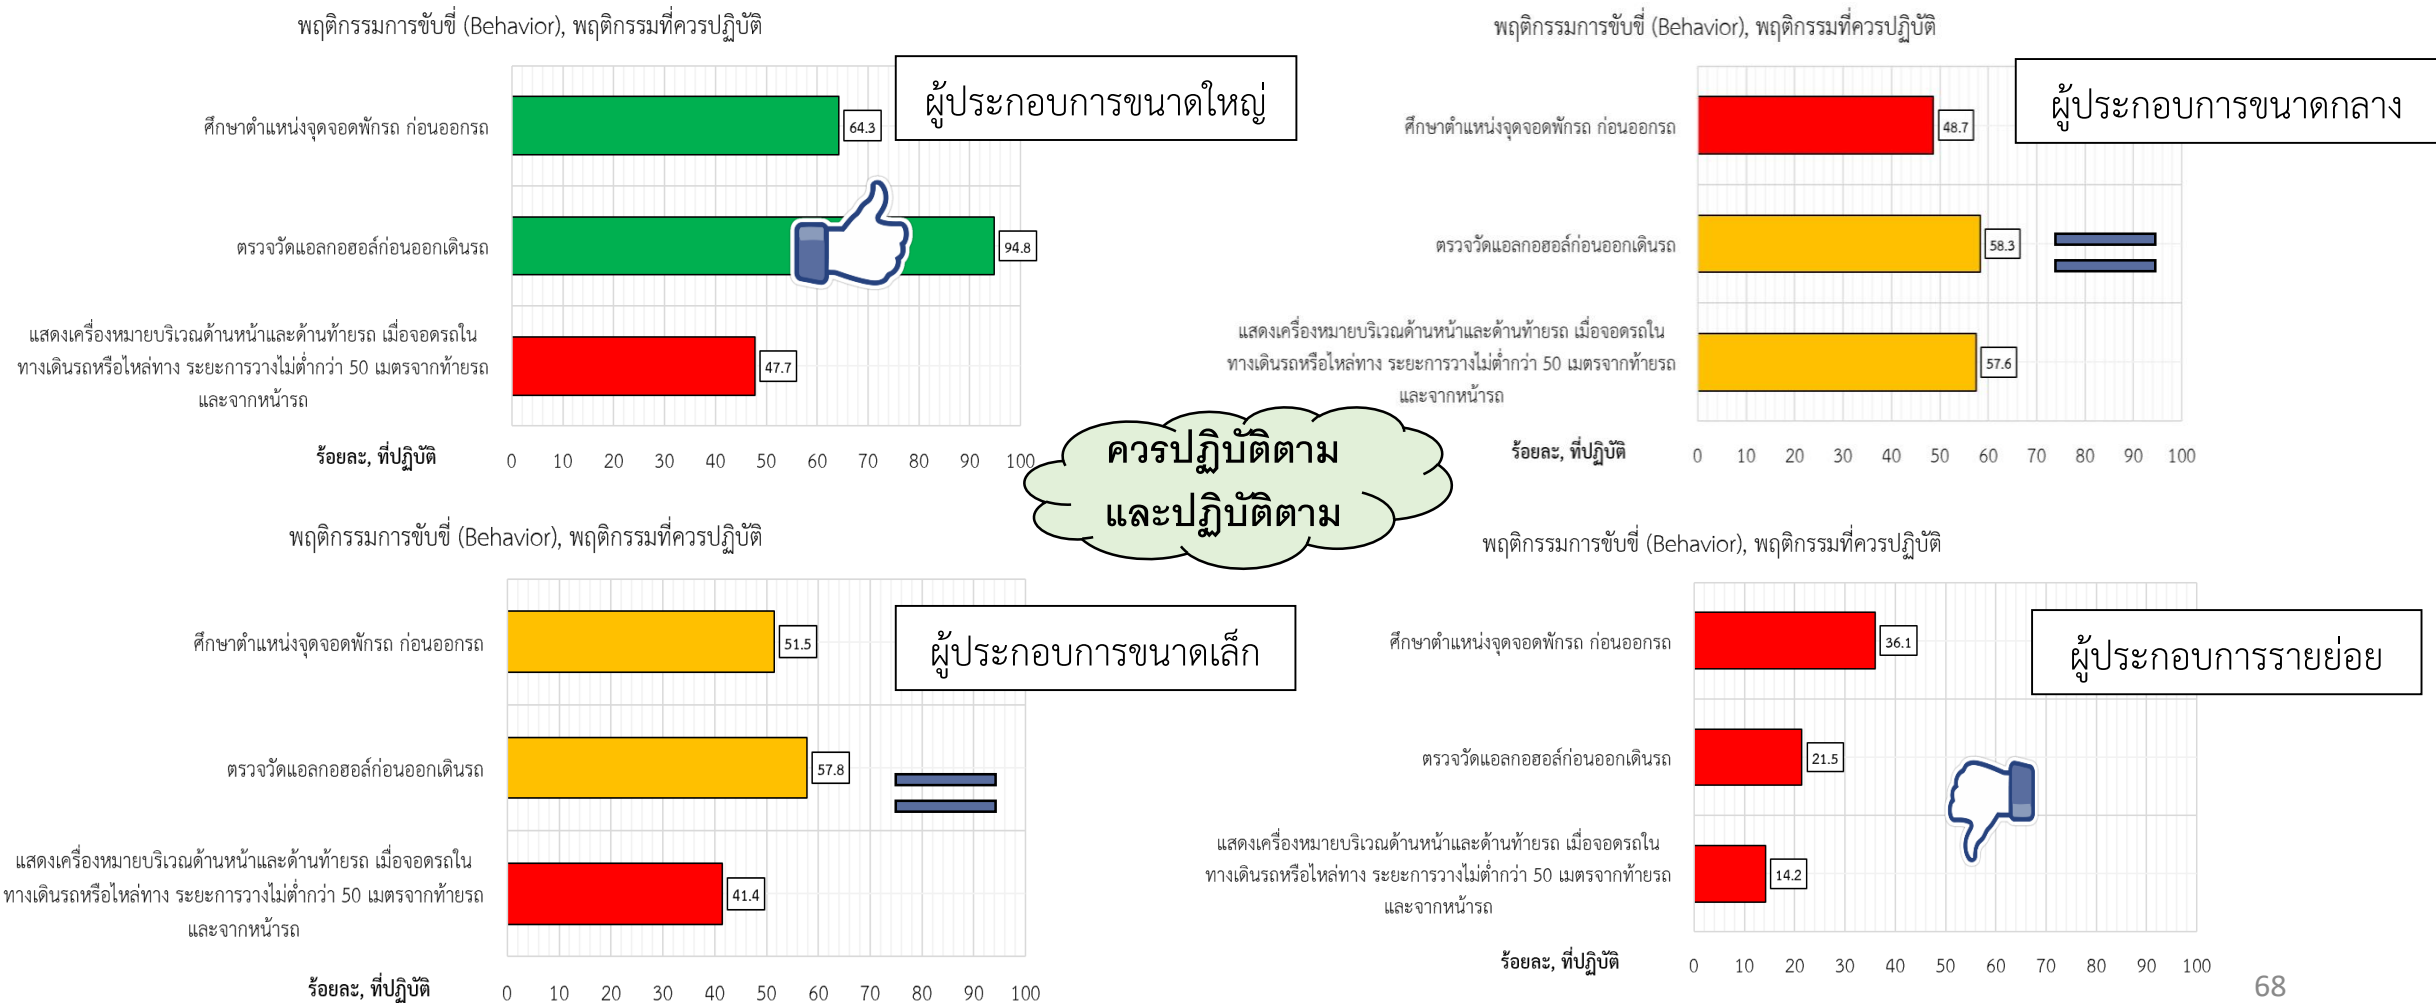 พฤติกรรมการขับขี่ (Behavior), พฤติกรรมที่ควรปฏิบัติ
ผู้ประกอบการขนาดใหญ่
ศึกษาตำแหน่งจุดจอดพักรถ ก่อนออกรถ
64.3
ตรวจวัดแอลกอฮอล์ก่อนออกเดินรถ
94.8
แสดงเครื่องหมายบริเวณด้านหน้าและด้านท้ายรถ เมื่อจอดรถใน
ทางเดินรถหรือไหล่ทาง ระยะการวางไม่ต่ำกว่า 50 เมตรจากท้ายรถ
และจากหน้ารถ
47.7
ร้อยละ, ที่ปฏิบัติ
0 10 20 30 40 50 60 70 80 90 100
พฤติกรรมการขับขี่ (Behavior), พฤติกรรมที่ควรปฏิบัติ
ผู้ประกอบการขนาดกลาง
ศึกษาตำแหน่งจุดจอดพักรถ ก่อนออกรถ
48.7
ตรวจวัดแอลกอฮอล์ก่อนออกเดินรถ
58.3
แสดงเครื่องหมายบริเวณด้านหน้าและด้านท้ายรถ เมื่อจอดรถใน
ทางเดินรถหรือไหล่ทาง ระยะการวางไม่ต่ำกว่า 50 เมตรจากท้ายรถ
และจากหน้ารถ
57.6
ร้อยละ, ที่ปฏิบัติ
0 10 20 30 40 50 60 70 80 90 100
ควรปฏิบัติตาม
และปฏิบัติตาม
พฤติกรรมการขับขี่ (Behavior), พฤติกรรมที่ควรปฏิบัติ
ผู้ประกอบการขนาดเล็ก
ศึกษาตำแหน่งจุดจอดพักรถ ก่อนออกรถ
51.5
ตรวจวัดแอลกอฮอล์ก่อนออกเดินรถ
57.8
แสดงเครื่องหมายบริเวณด้านหน้าและด้านท้ายรถ เมื่อจอดรถใน
ทางเดินรถหรือไหล่ทาง ระยะการวางไม่ต่ำกว่า 50 เมตรจากท้ายรถ
และจากหน้ารถ
41.4
ร้อยละ, ที่ปฏิบัติ
0 10 20 30 40 50 60 70 80 90 100
พฤติกรรมการขับขี่ (Behavior), พฤติกรรมที่ควรปฏิบัติ
ผู้ประกอบการรายย่อย
ศึกษาตำแหน่งจุดจอดพักรถ ก่อนออกรถ
36.1
ตรวจวัดแอลกอฮอล์ก่อนออกเดินรถ
21.5
แสดงเครื่องหมายบริเวณด้านหน้าและด้านท้ายรถ เมื่อจอดรถใน
ทางเดินรถหรือไหล่ทาง ระยะการวางไม่ต่ำกว่า 50 เมตรจากท้ายรถ
และจากหน้ารถ
14.2
ร้อยละ, ที่ปฏิบัติ
0 10 20 30 40 50 60 70 80 90 100
68